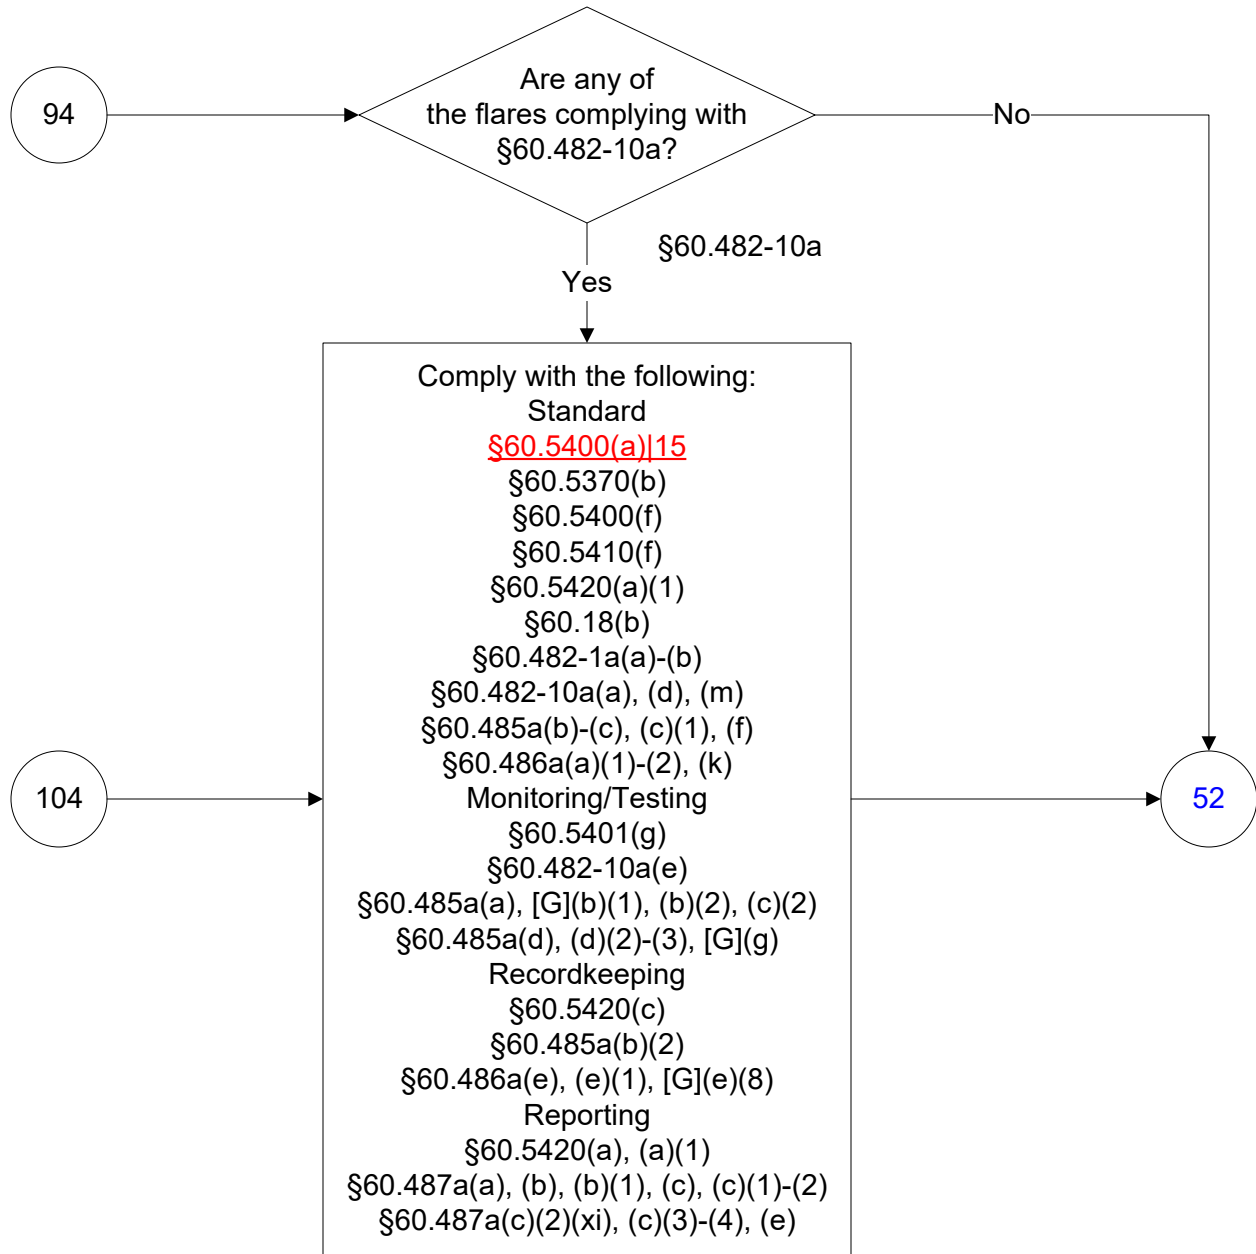 94
Are any of
the flares complying with
§60.482-10a?
No
§60.482-10a
Yes
Comply with the following:
Standard
§60.5400(a)|15
§60.5370(b)
§60.5400(f)
§60.5410(f)
§60.5420(a)(1)
§60.18(b)
§60.482-1a(a)-(b)
§60.482-10a(a), (d), (m)
§60.485a(b)-(c), (c)(1), (f)
§60.486a(a)(1)-(2), (k)
Monitoring/Testing
§60.5401(g)
§60.482-10a(e)
§60.485a(a), [G](b)(1), (b)(2), (c)(2)
§60.485a(d), (d)(2)-(3), [G](g)
Recordkeeping
§60.5420(c)
§60.485a(b)(2)
§60.486a(e), (e)(1), [G](e)(8)
Reporting
§60.5420(a), (a)(1)
§60.487a(a), (b), (b)(1), (c), (c)(1)-(2)
§60.487a(c)(2)(xi), (c)(3)-(4), (e)
104
52